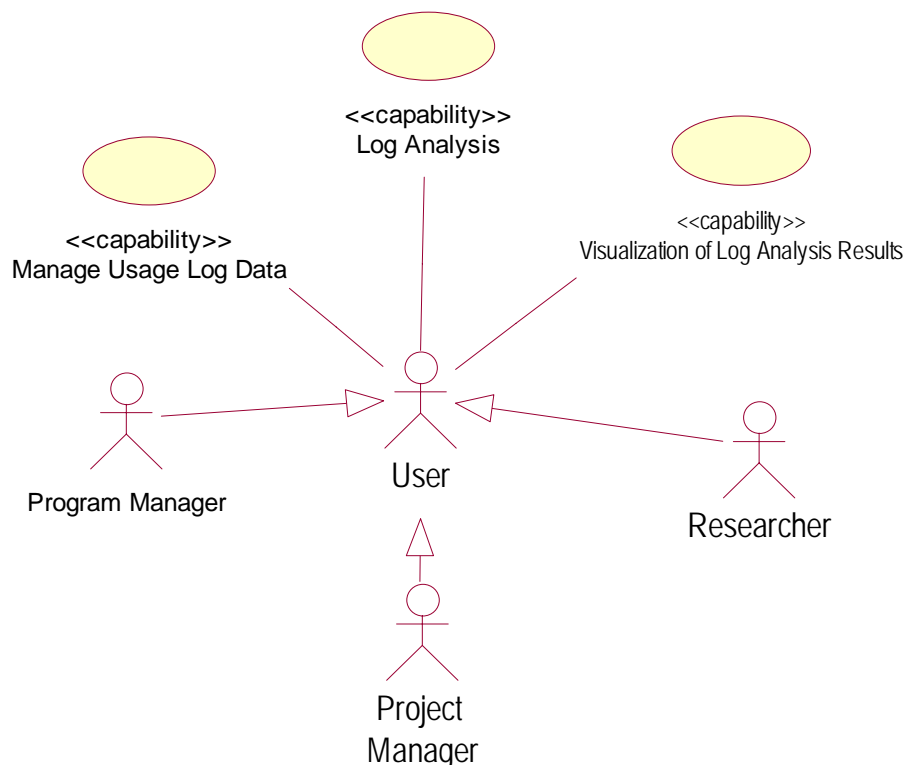 <<capability>>
Log Analysis
<<capability>>
Manage Usage Log Data
<<capability>>
Visualization of Log Analysis Results
Program Manager
User
Researcher
Project
Manager